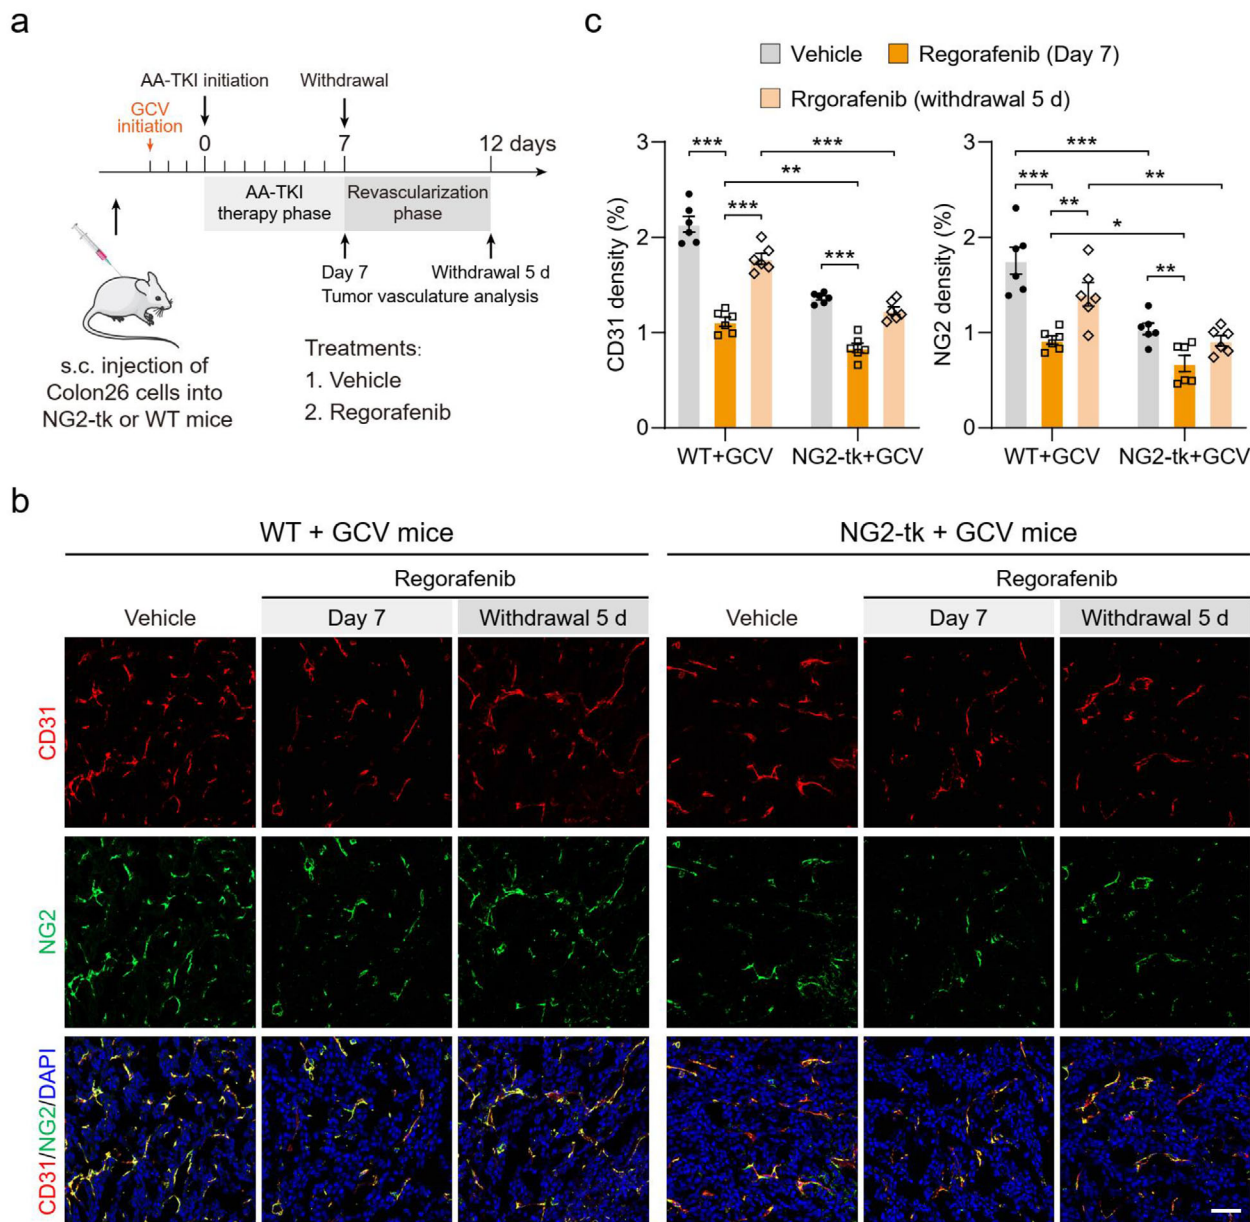 a
AA-TKI initiation
Withdrawal
GCV
initiation
0
7
12 days
AA-TKI
therapy phase
Revascularization
phase
Day 7
Withdrawal 5 d
Tumor vasculature analysis
s.c. injection of
Colon26 cells into
NG2-tk or WT mice
Treatments:
1. Vehicle
2. Regorafenib
c
Vehicle
Regorafenib (Day 7)
Rrgorafenib (withdrawal 5 d)
CD31 density (%)
3
2
1
0
***
***
**
***
***
WT+GCV
NG2-tk+GCV
NG2 density (%)
3
2
1
0
***
***
**
**
*
**
WT+GCV
NG2-tk+GCV
b
WT + GCV mice
NG2-tk + GCV mice
Regorafenib
Regorafenib
Vehicle
Day 7
Withdrawal 5 d
Vehicle
Day 7
Withdrawal 5 d
CD31
NG2
CD31/NG2/DAPI